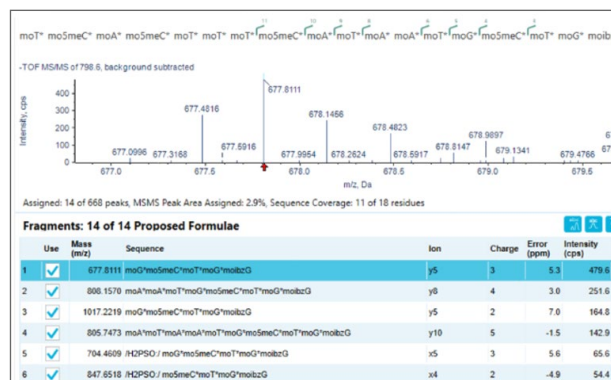 11 10 9 8 6 5 4 3
moT* mo5meC* moA* mo5meC* moT* moT* moT* mo5meC* moA* moT* moA* moA* moT* moG* mo5meC* moT* moG* moib
-TOF MS/MS of 798.6, background subtracted
Intensity, cps
400
300
200
100
0
677.0996
677.3168
677.4816
677.5916
677.8111
677.9954
678.1466
678.2624
678.4823
678.5917
678.8147
678.9897
679.1341
679.4766
677.0 677.5 678.0 678.5 679.0 679.5
m/z, Da
Assigned: 14 of 668 peaks, MSMS Peak Area Assigned: 2.9%, Sequence Coverage: 11 of 18 residues
Fragments: 14 of 14 Proposed Formulae
Use Mass (m/z) Sequence Ion Charge Error (ppm) Intensity (cps)
1 677.8111 moG*mo5meC*moT*moG*moibzG y5 3 5.3 479.6
2 808.1570 moA*moA*moT*moG*mo5meC*moT*moG*moibzG y8 4 3.0 251.6
3 1017.2219 moG*mo5meC*moT*moG*moibzG y5 2 7.0 164.8
4 805.7473 moA*moT*moA*moA*moT*moG*mo5meC*moT*moG*moibzG y10 5 -1.5 142.9
5 704.4609 /H2PSO:/ moG*mo5meC*moT*moG*moibzG x5 3 5.6 65.6
6 847.6518 /H2PSO:/ mo5meC*moT*moG*moibzG x4 2 -4.9 54.4